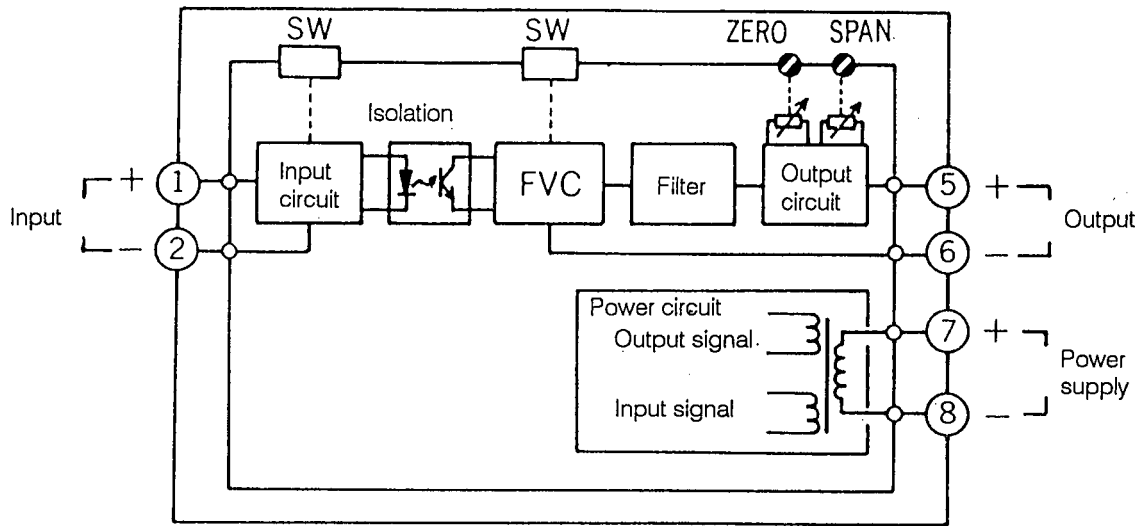 SW
SW
ZERO SPAN
Isolation
Input
circuit
FVC
Filter
Output
circuit
Input
+
1
−
2
5
+
6
−
Output
Power circuit
Output signal
Input signal
7
+
8
−
Power
supply